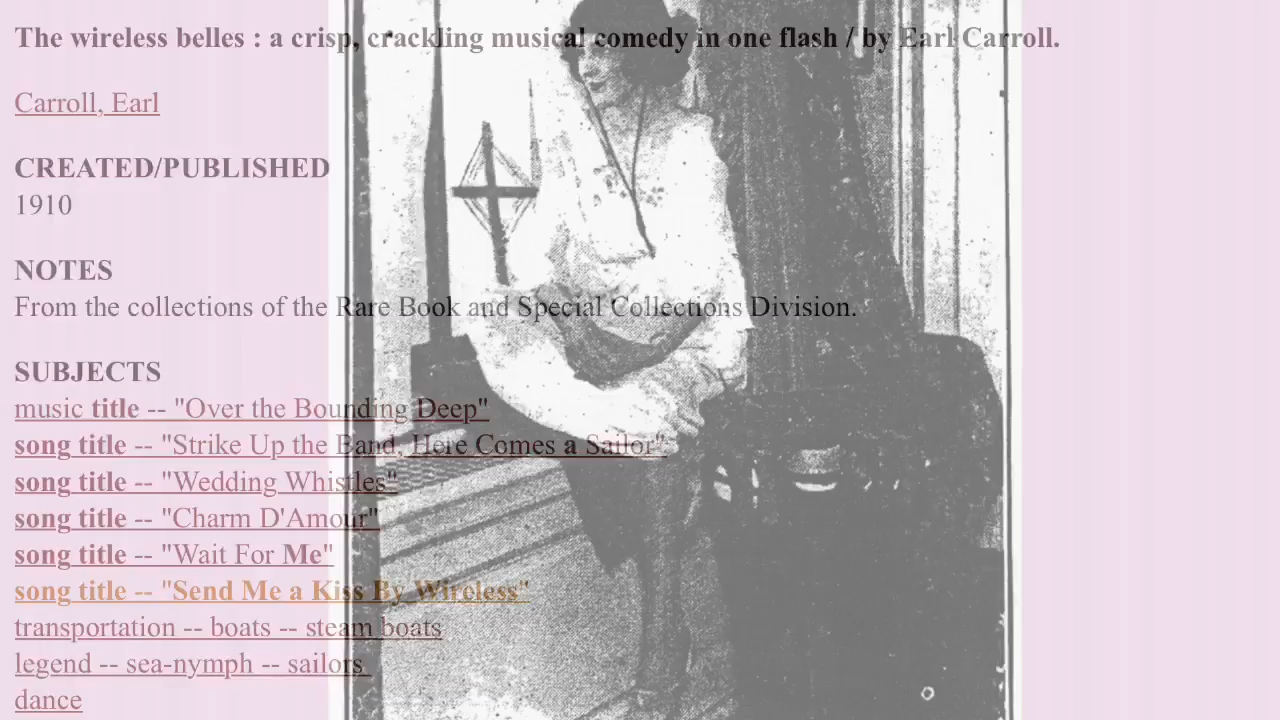 The wireless belles : a crisp, crackling musical comedy in one flash / by Earl Carroll.
Carroll, Earl
CREATED/PUBLISHED
1910
NOTES
From the collections of the Rare Book and Special Collections Division.
SUBJECTS
music title -- "Over the Bounding Deep"
song title -- "Strike Up the Band, Here Comes a Sailor":
song title -- "Wedding Whistles"
song title -- "Charm D'Amour"
song title -- "Wait For Me"
song title -- "Send Me a Kiss By Wireless"
transportation -- boats -- steam boats
legend -- sea-nymph -- sailors
dance